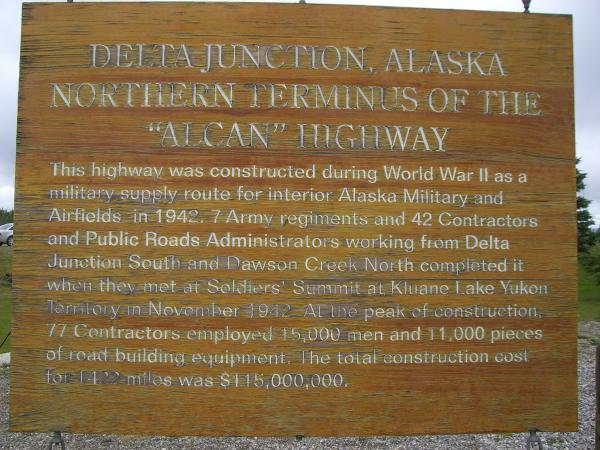 DELTA JUNCTION, ALASKA
NORTHERN TERMINUS OF THE
"ALCAN" HIGHWAY
This highway was constructed during World War II as a
military supply route for interior Alaska Military and
Airfields in 1942. 7 Army regiments and 42 Contractors
and Public Roads Administrators working from Delta
Junction South and Dawson Creek North completed it
when they met at Soldiers' Summit at Kluane Lake Yukon
Territory in November 1942. At the peak of construction,
77 Contractors employed 15,000 men and 11,000 pieces
of road building equipment. The total construction cost
for 1422 miles was $115,000,000.